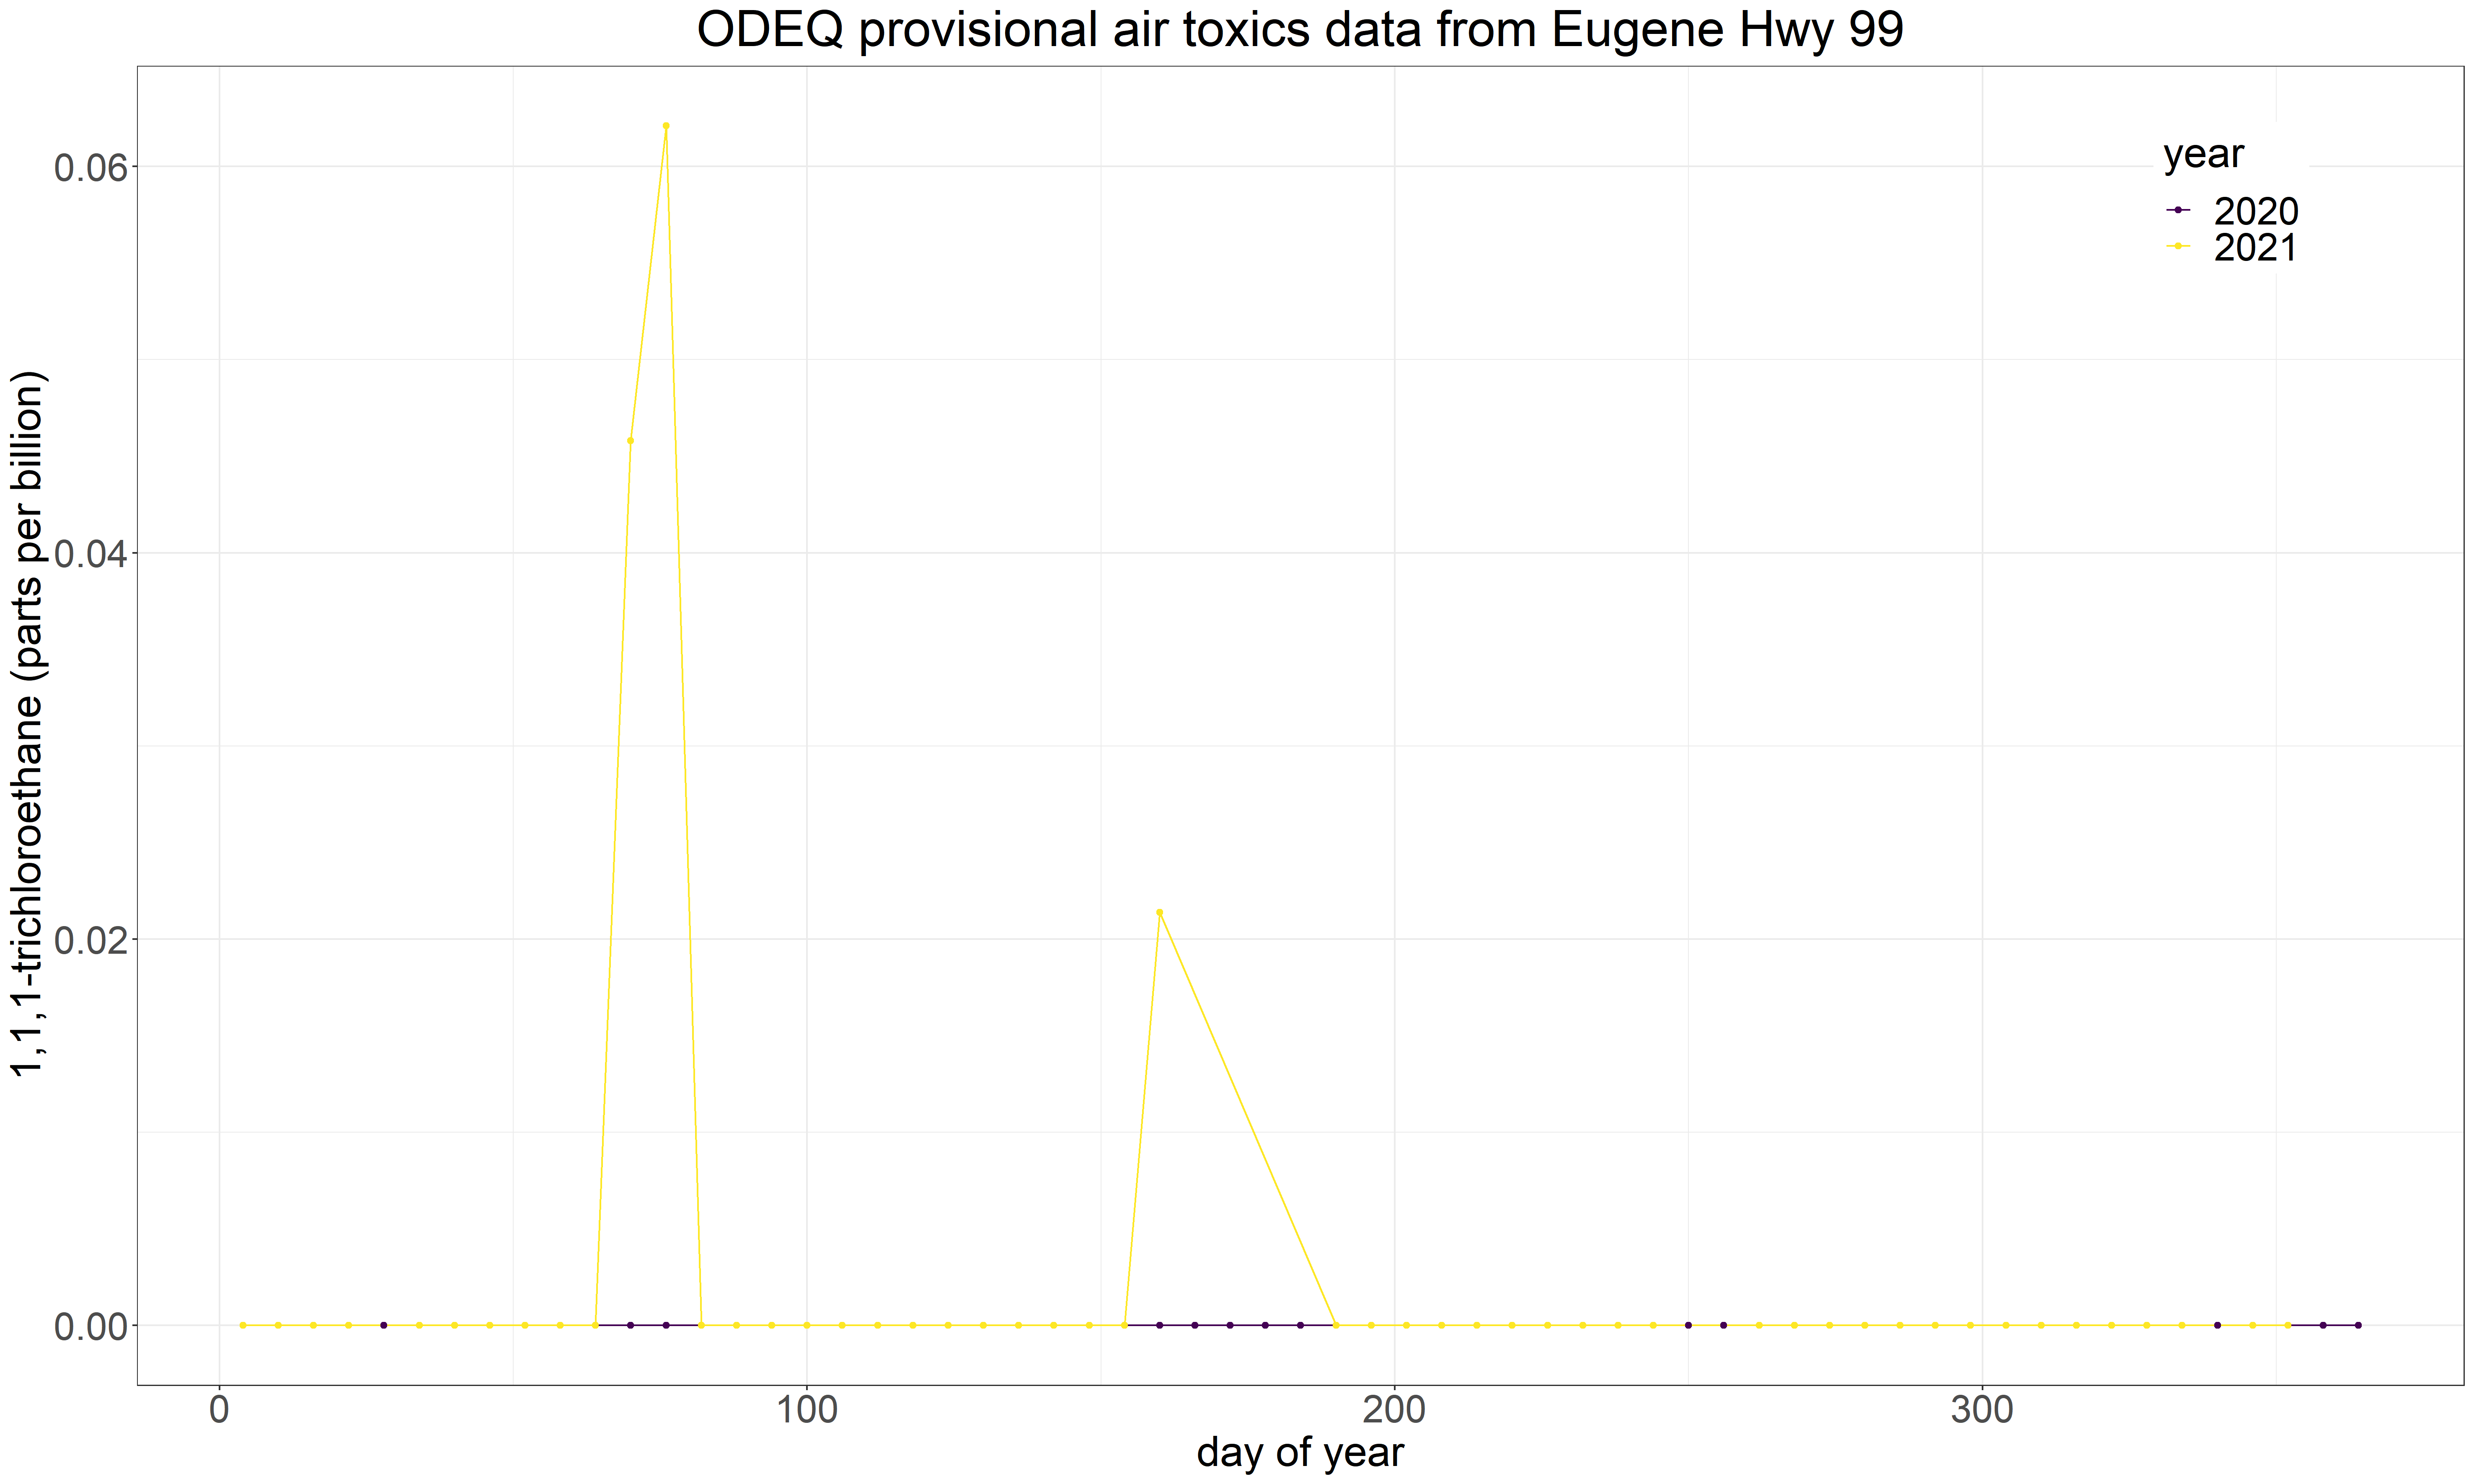 ODEQ provisional air toxics data from Eugene Hwy 99
year
2020
2021
1,1,1-trichloroethane (parts per billion)
0.06
0.04
0.02
0.00
0 100 200 300
day of year